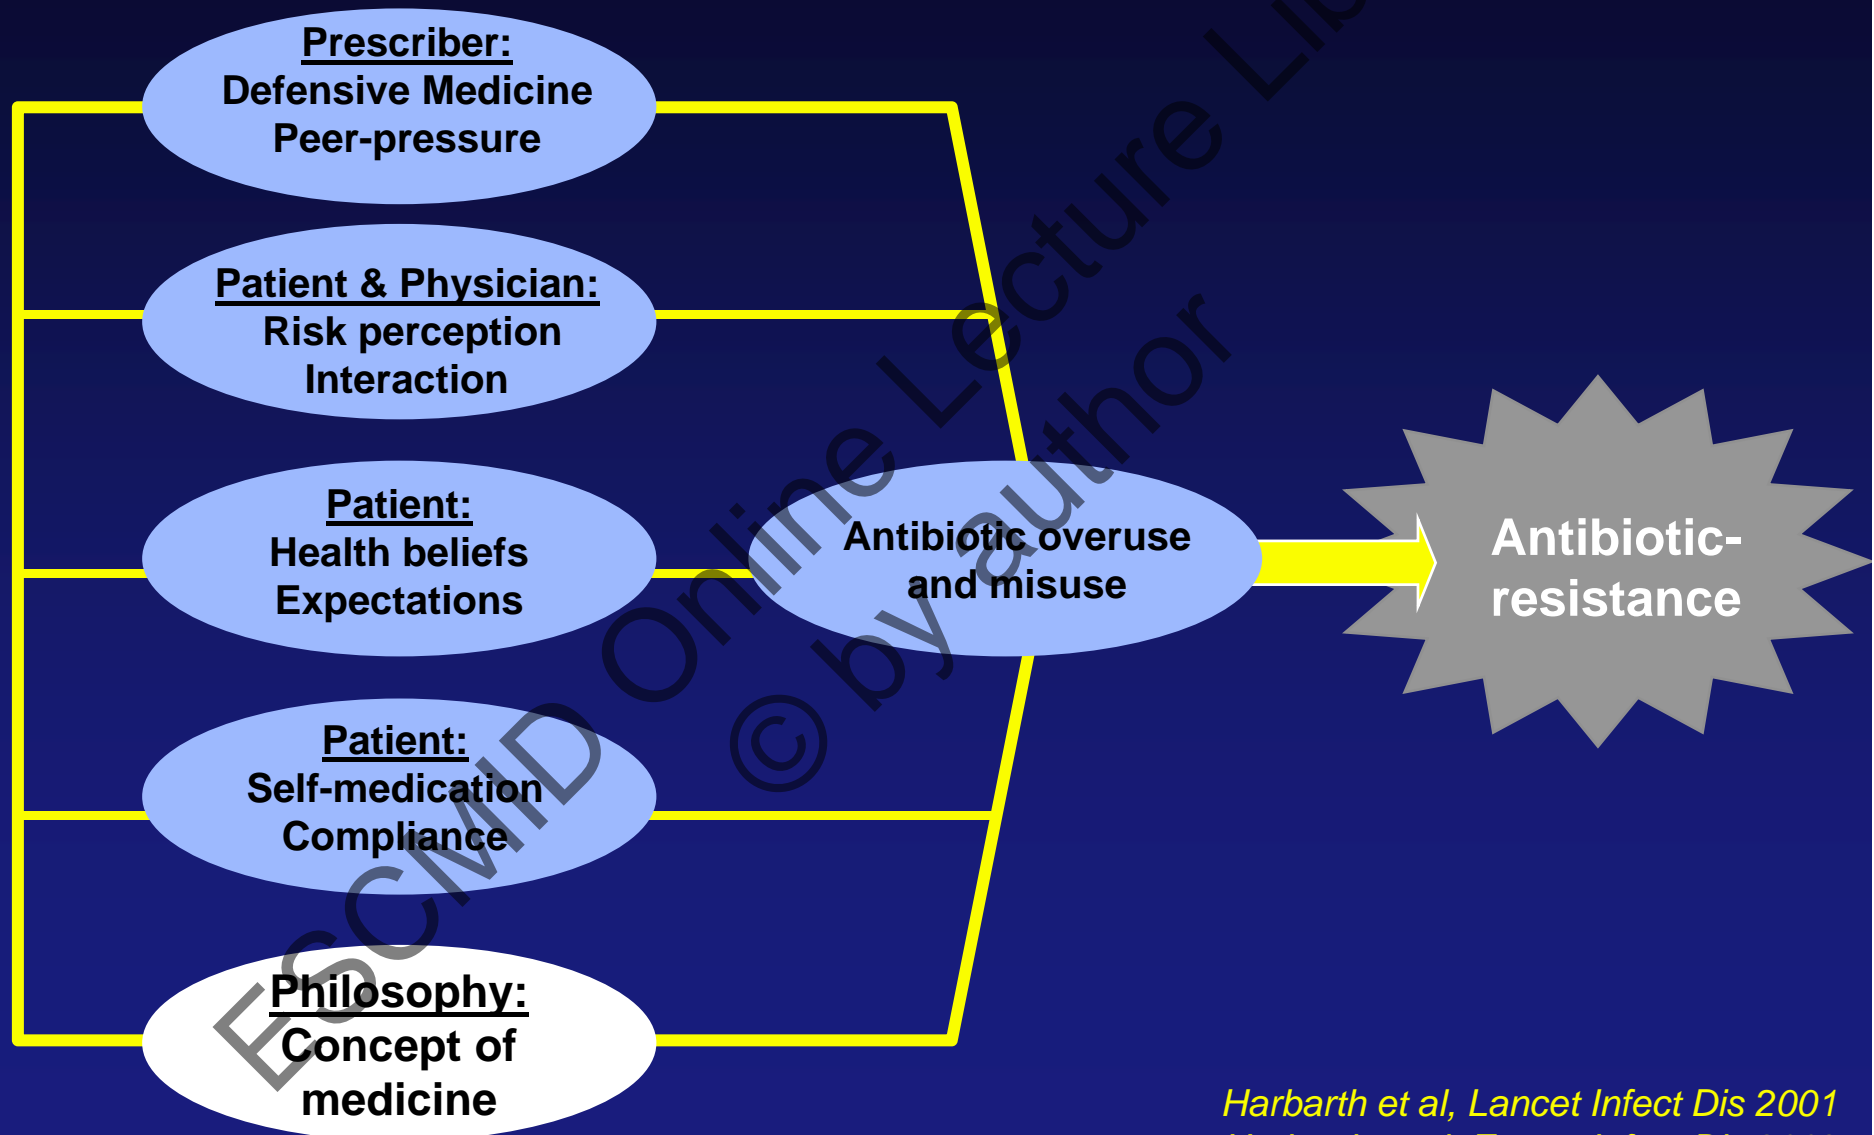 Prescriber:
Defensive Medicine
Peer-pressure
Patient & Physician:
Risk perception
Interaction
Patient:
Health beliefs
Expectations
Patient:
Self-medication
Compliance
Philosophy:
Concept of
medicine
Antibiotic overuse
and misuse
Antibiotic-
resistance
ESCMID Online Lecture
© by author
Harbarth et al, Lancet Infect Dis 2001